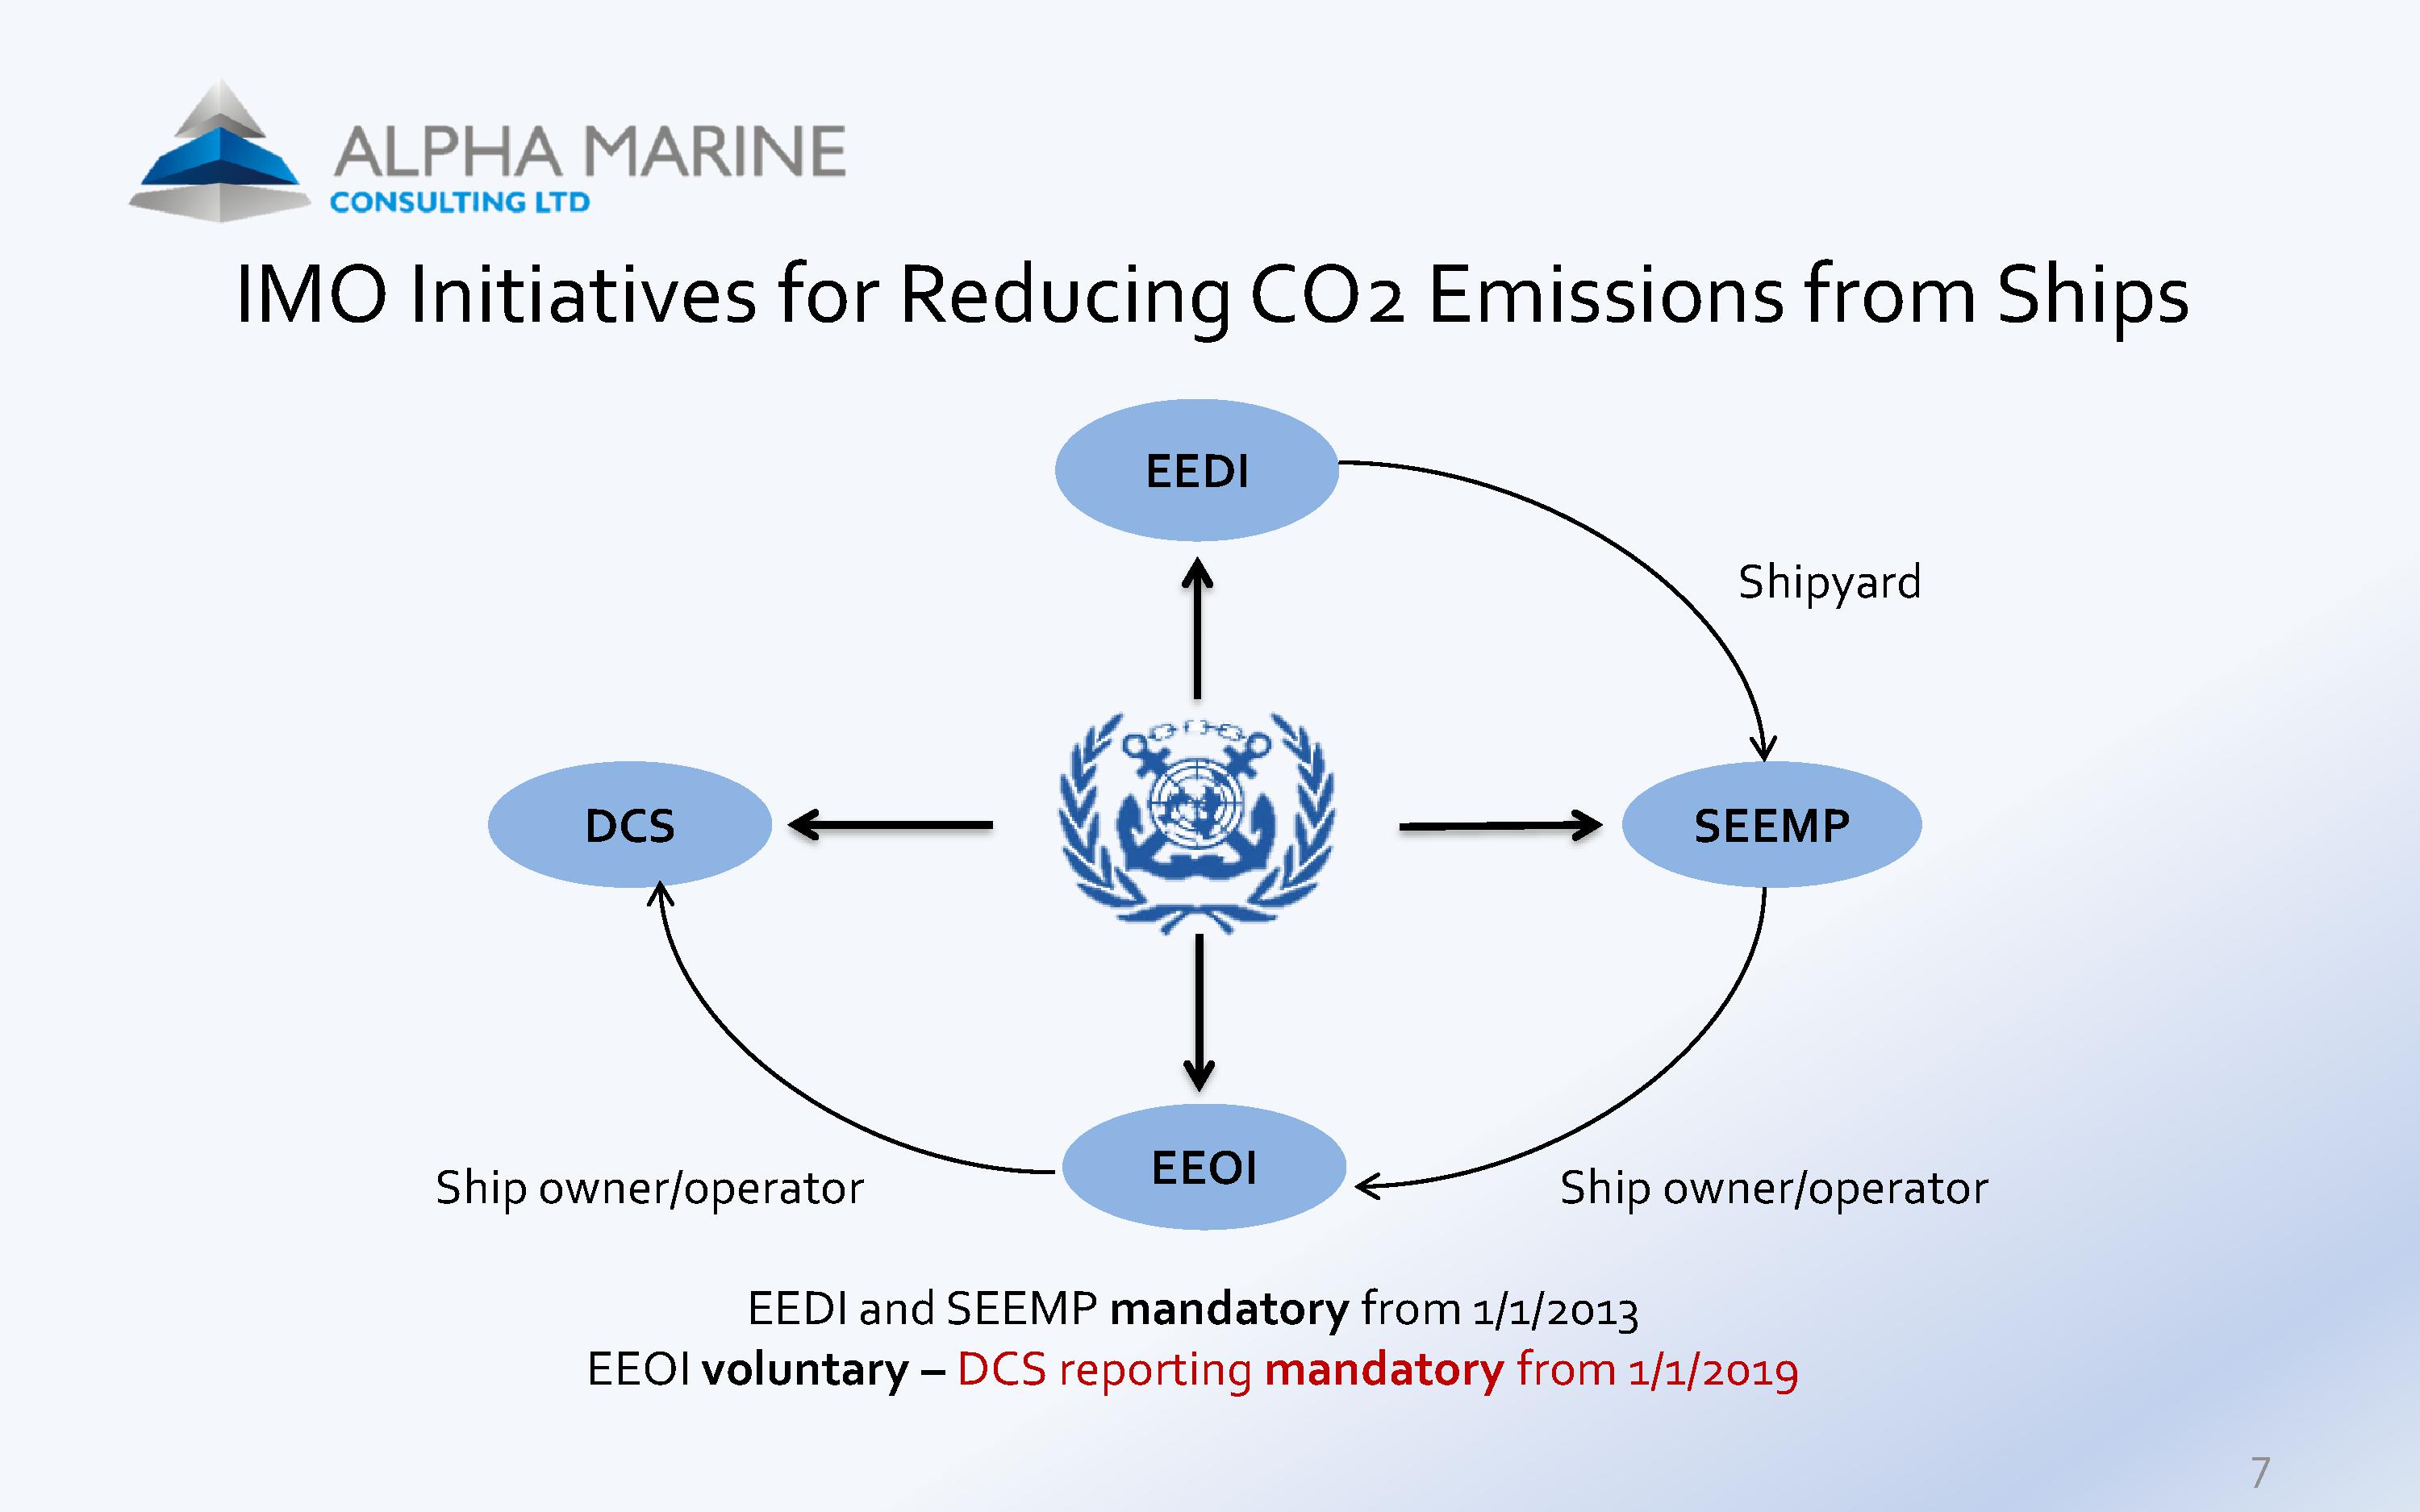 ALPHA MARINE
CONSULTING LTD
IMO Initiatives for Reducing CO2 Emissions from Ships
EEDI
Shipyard
DCS
SEEMP
EEOI
Ship owner/operator
Ship owner/operator
EEDI and SEEMP mandatory from 1/1/2013
EEOI voluntary – DCS reporting mandatory from 1/1/2019
7